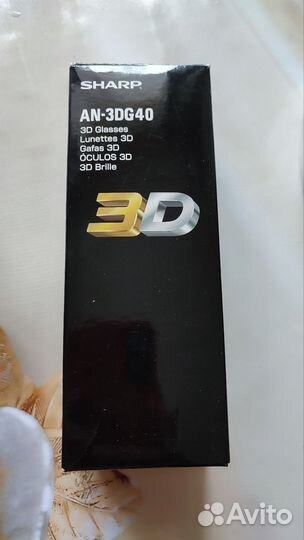 SHARP
AN-3DG40
3D Glasses
Lunettes 3D
Gafas 3D
ÓCULOS 3D
3D Brille
3D
Avito